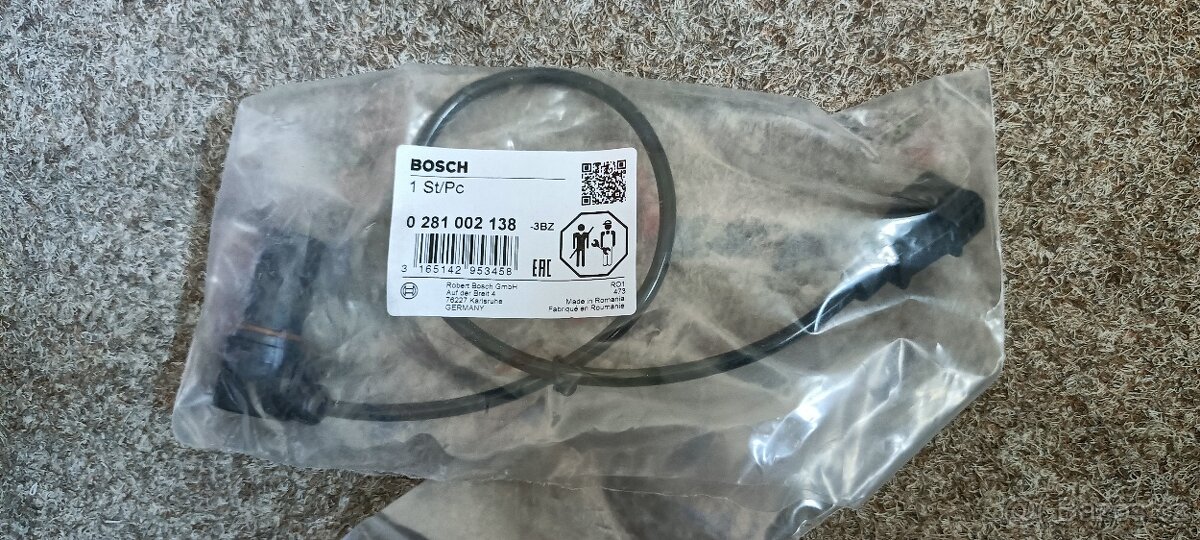 BOSCH
1 St/Pc
0 281 002 138 -3BZ
3 165142 953458
EAC
Robert Bosch GmbH
Auf der Breit 4
76227 Karlsruhe
GERMANY
RO1
473
Made in Romania
Fabriqué en Roumanie